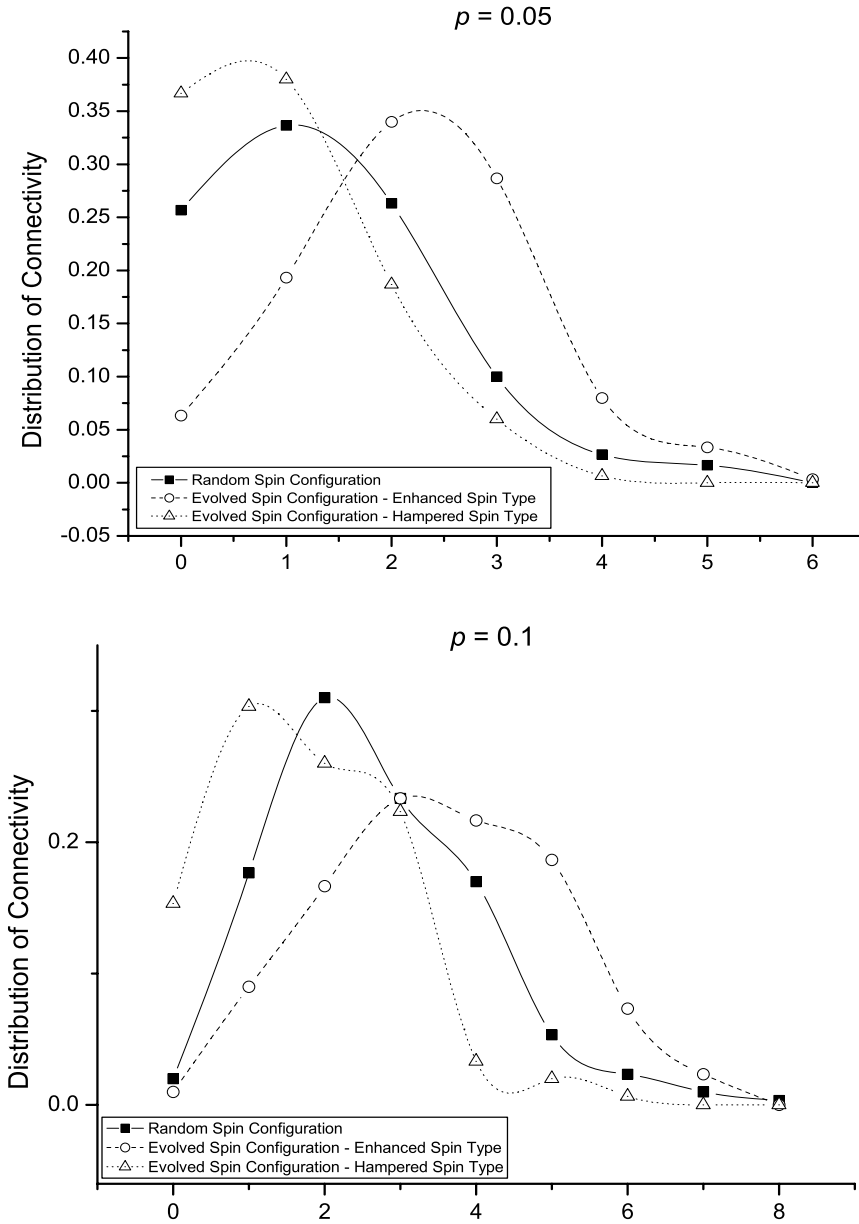 p = 0.05
0.40
0.35
0.30
0.25
0.20
0.15
0.10
0.05
0.00
-0.05
Distribution of Connectivity
Random Spin Configuration
Evolved Spin Configuration - Enhanced Spin Type
Evolved Spin Configuration - Hampered Spin Type
0 1 2 3 4 5 6
p = 0.1
0.2
0.0
Distribution of Connectivity
Random Spin Configuration
Evolved Spin Configuration - Enhanced Spin Type
Evolved Spin Configuration - Hampered Spin Type
0 2 4 6 8